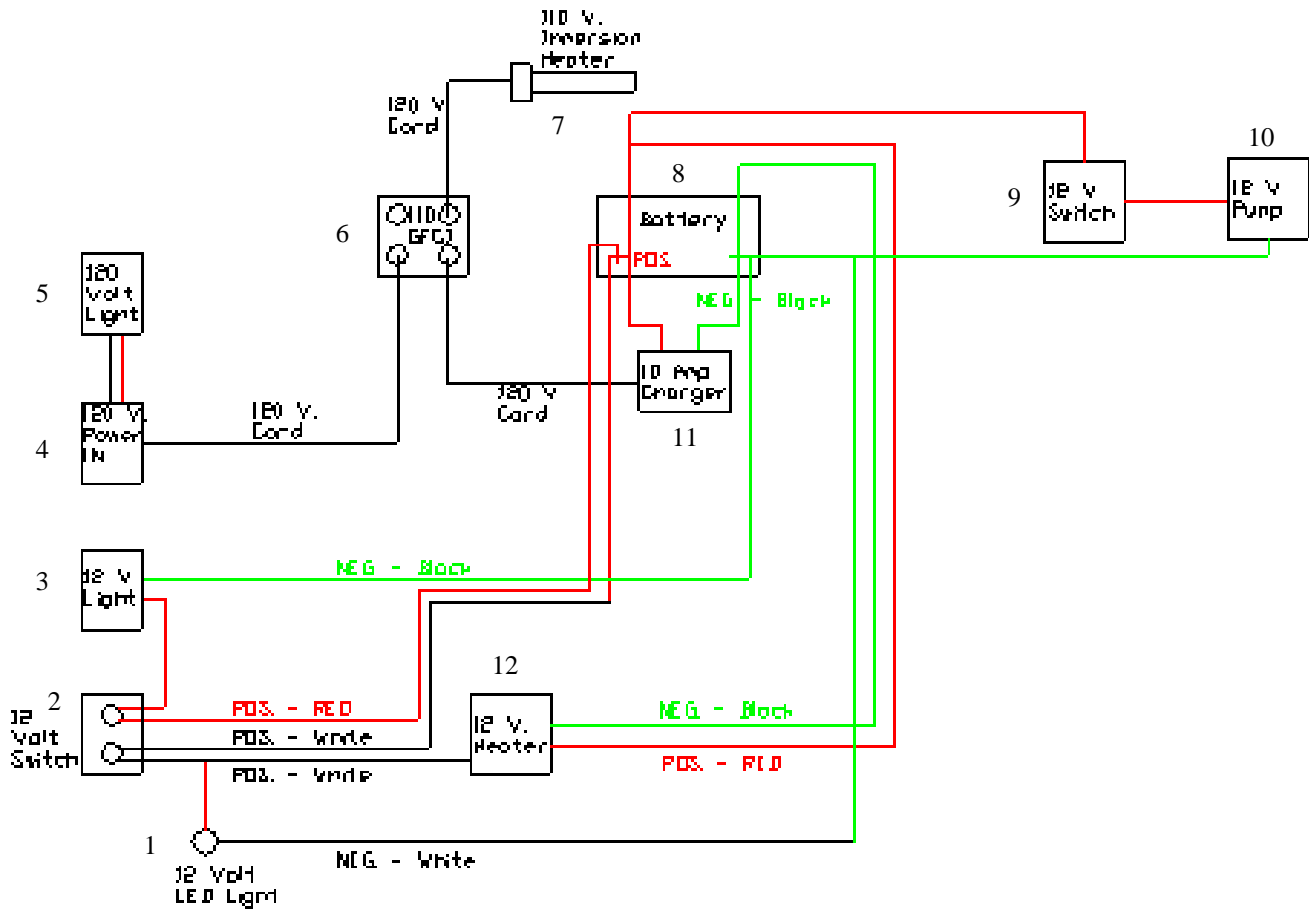 110 V.
Immersion
Heater
120 V
Cord
7
10
8
9
12 V
Switch
12 V
Pump
6
110
GFCI
Battery
POS.
NEG - Black
5
120
Volt
Light
10 Amp
Charger
11
120 V
Cord
120 V.
Cord
4
120 V.
Power
IN
3
12 V
Light
NEG - Black
12
2
12
Volt
Switch
POS. - RED
POS. - White
POS. - White
12 V.
Heater
NEG. - Black
POS. - RED
1
NEG. - White
12 Volt
LED Light